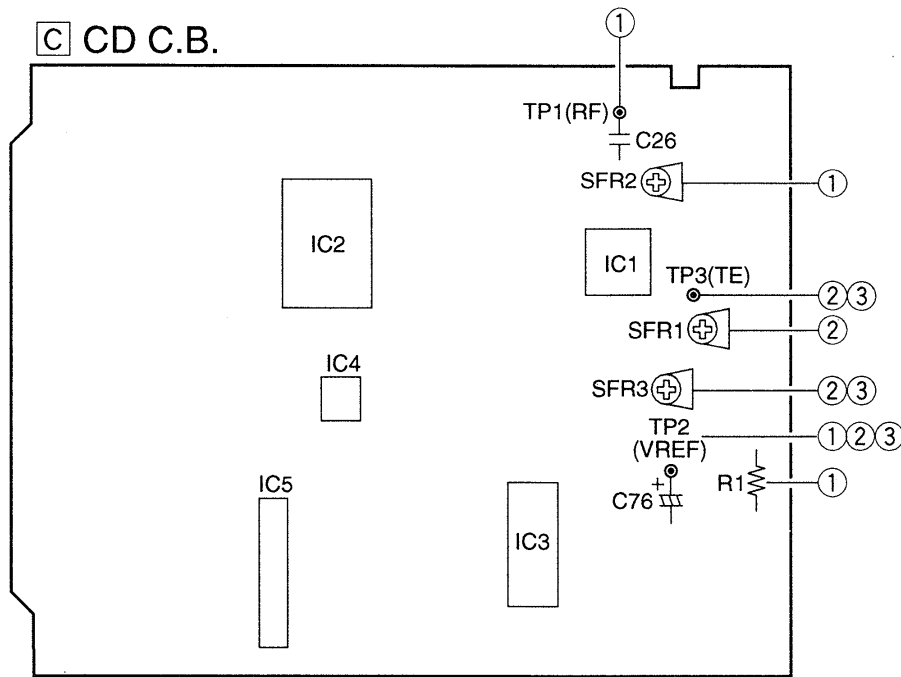 ①
C CD C.B.
TP1(RF)
C26
SFR2 ①
IC2
IC1
TP3(TE) ②③
SFR1 ②
IC4
SFR3 ②③
TP2 ①②③
(VREF)
IC5
+
C76
R1 ①
IC3